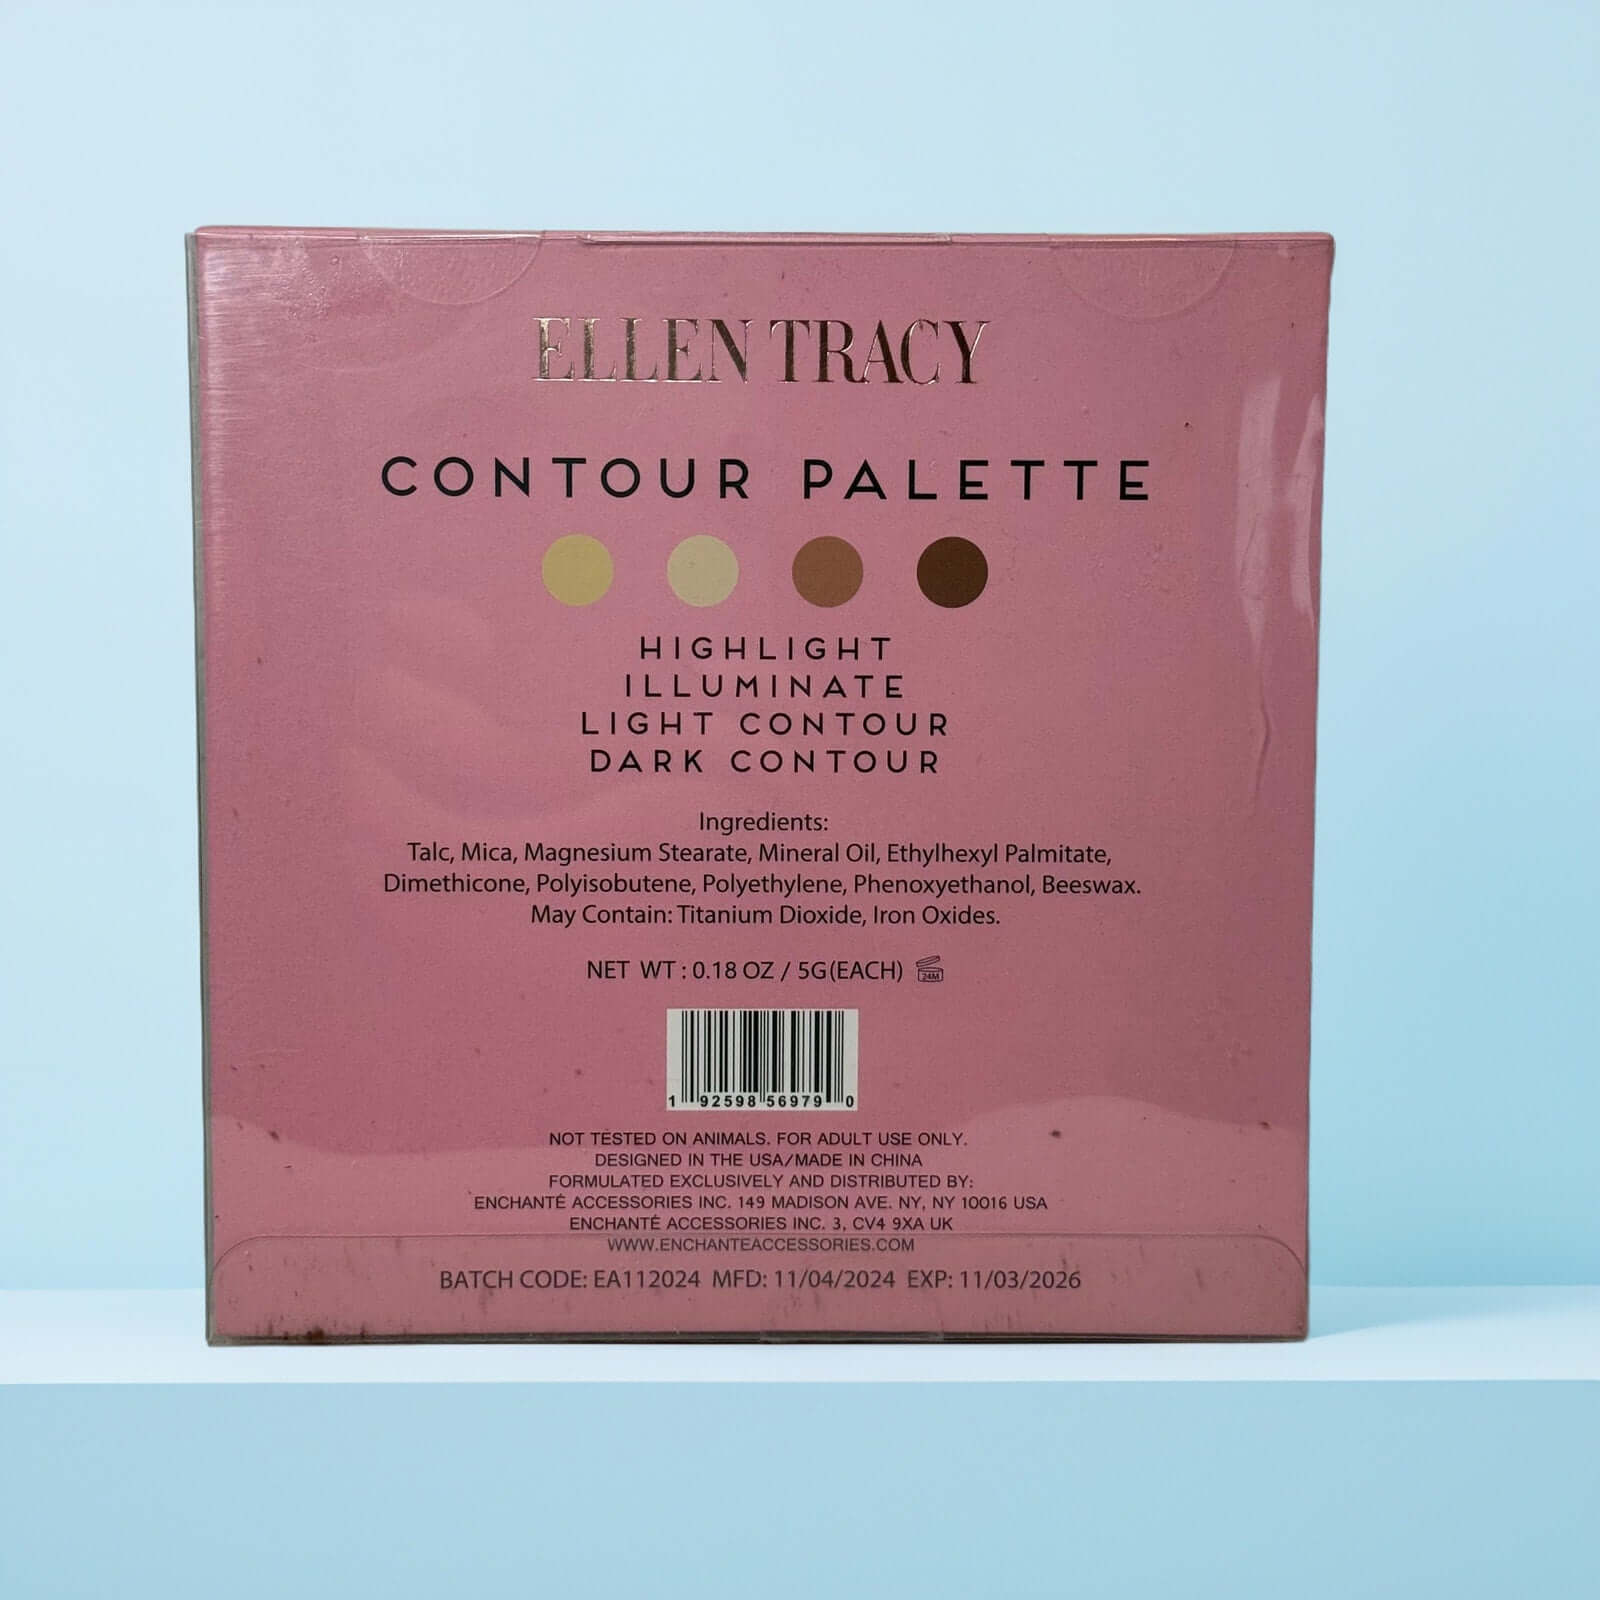 ELLEN TRACY
CONTOUR PALETTE
HIGHLIGHT
ILLUMINATE
LIGHT CONTOUR
DARK CONTOUR
Ingredients:
Talc, Mica, Magnesium Stearate, Mineral Oil, Ethylhexyl Palmitate,
Dimethicone, Polyisobutene, Polyethylene, Phenoxyethanol, Beeswax.
May Contain: Titanium Dioxide, Iron Oxides.
NET WT : 0.18 OZ / 5G(EACH) 24M
1 92598 56979 0
NOT TESTED ON ANIMALS. FOR ADULT USE ONLY.
DESIGNED IN THE USA/MADE IN CHINA
FORMULATED EXCLUSIVELY AND DISTRIBUTED BY:
ENCHANTÉ ACCESSORIES INC. 149 MADISON AVE. NY, NY 10016 USA
ENCHANTÉ ACCESSORIES INC. 3, CV4 9XA UK
WWW.ENCHANTEACCESSORIES.COM
BATCH CODE: EA112024 MFD: 11/04/2024 EXP: 11/03/2026